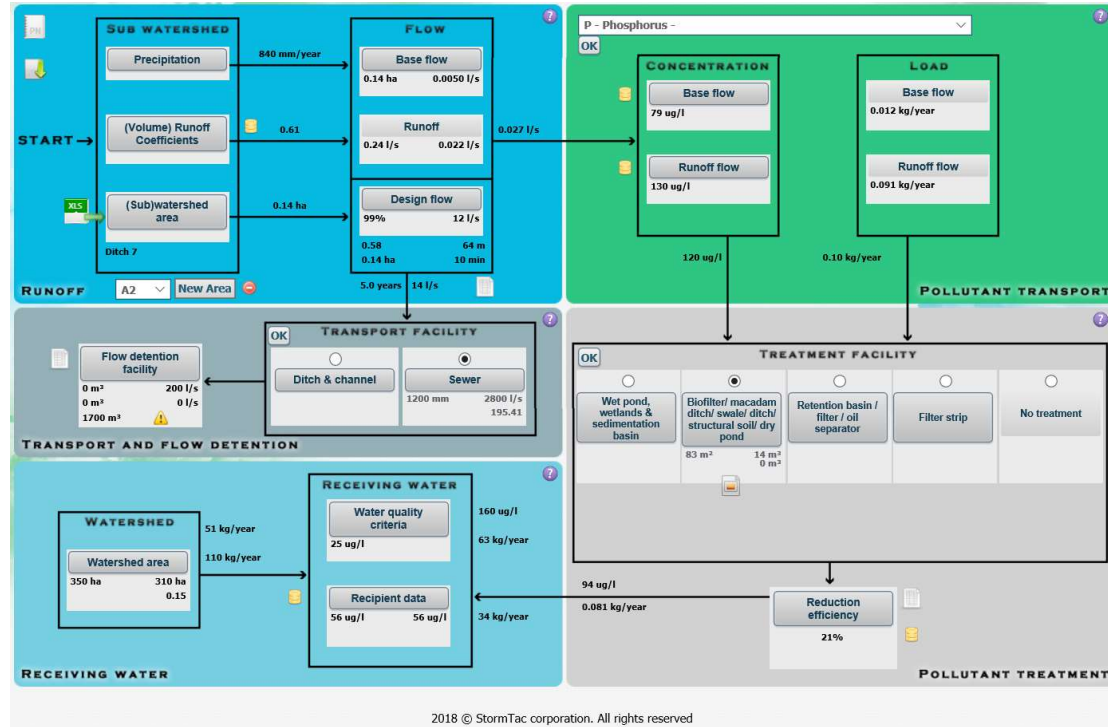 SUB WATERSHED
Precipitation
840 mm/year
(Volume) Runoff
Coefficients
0.61
START
XLS
(Sub)watershed
area
0.14 ha
Ditch 7
RUNOFF
A2
New Area
FLOW
Base flow
0.14 ha 0.0050 l/s
Runoff
0.24 l/s 0.022 l/s
0.027 l/s
Design flow
99% 12 l/s
0.58 64 m
0.14 ha 10 min
5.0 years 14 l/s
?
P - Phosphorus -
OK
?
CONCENTRATION
Base flow
79 ug/l
Runoff flow
130 ug/l
LOAD
Base flow
0.012 kg/year
Runoff flow
0.091 kg/year
120 ug/l
0.10 kg/year
POLLUTANT TRANSPORT
?
OK
TRANSPORT FACILITY
Ditch & channel
Sewer
1200 mm 2800 l/s
195.41
Flow detention
facility
0 m³ 200 l/s
0 m³ 0 l/s
1700 m³
TRANSPORT AND FLOW DETENTION
?
OK
TREATMENT FACILITY
Wet pond,
wetlands &
sedimentation
basin
Biofilter/ macadam
ditch/ swale/ ditch/
structural soil/ dry
pond
83 m² 14 m³
0 m³
Retention basin /
filter / oil
separator
Filter strip
No treatment
94 ug/l
0.081 kg/year
Reduction
efficiency
21%
POLLUTANT TREATMENT
?
WATERSHED
Watershed area
350 ha 310 ha
0.15
51 kg/year
110 kg/year
RECEIVING WATER
Water quality
criteria
25 ug/l
160 ug/l
63 kg/year
Recipient data
56 ug/l 56 ug/l
34 kg/year
RECEIVING WATER
2018 © StormTac corporation. All rights reserved